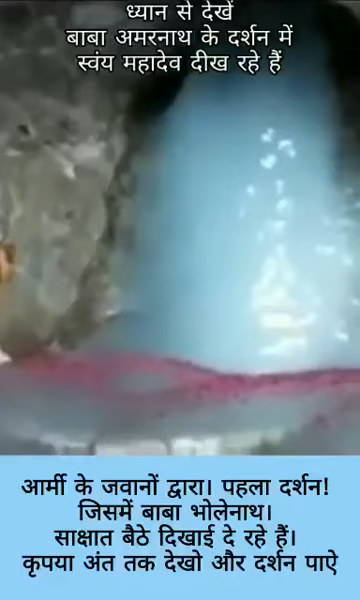 ध्यान से देखें
बाबा अमरनाथ के दर्शन में
स्वंय महादेव दीख रहे हैं
आर्मी के जवानों द्वारा। पहला दर्शन!
जिसमें बाबा भोलेनाथ।
साक्षात बैठे दिखाई दे रहे हैं।
कृपया अंत तक देखो और दर्शन पाऐ